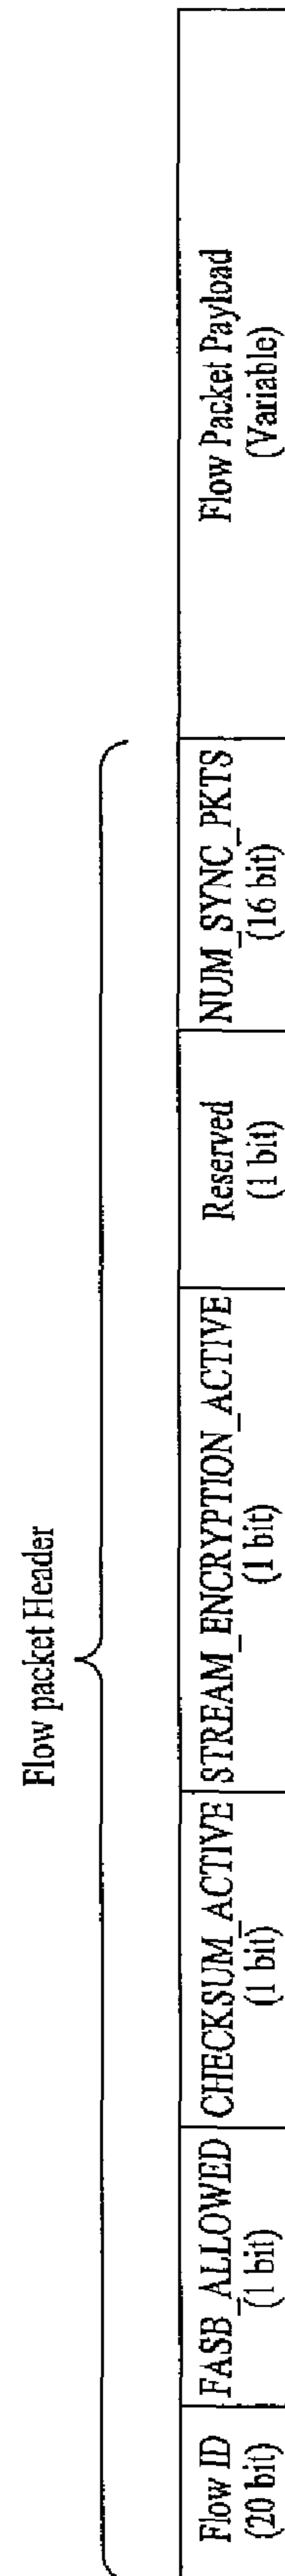 Flow packet Header
Flow ID
(20 bit)
FASB_ALLOWED
(1 bit)
CHECKSUM_ACTIVE
(1 bit)
STREAM_ENCRYPTION_ACTIVE
(1 bit)
Reserved
(1 bit)
NUM_SYNC_PKTS
(16 bit)
Flow Packet Payload
(Variable)